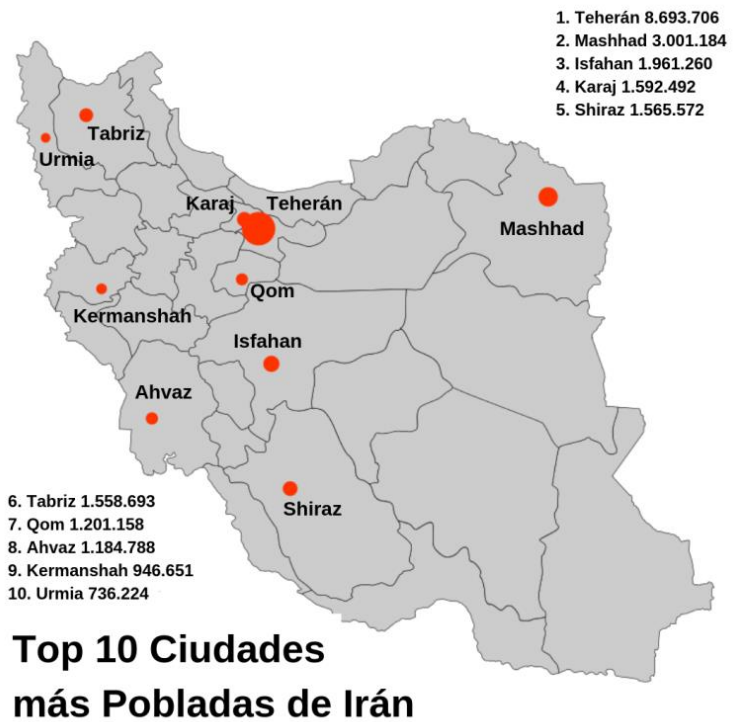 1. Teherán 8.693.706
2. Mashhad 3.001.184
3. Isfahan 1.961.260
4. Karaj 1.592.492
5. Shiraz 1.565.572
Tabriz
Urmia
Karaj
Teherán
Mashhad
Qom
Kermanshah
Isfahan
Ahvaz
Shiraz
6. Tabriz 1.558.693
7. Qom 1.201.158
8. Ahvaz 1.184.788
9. Kermanshah 946.651
10. Urmia 736.224
Top 10 Ciudades
más Pobladas de Irán